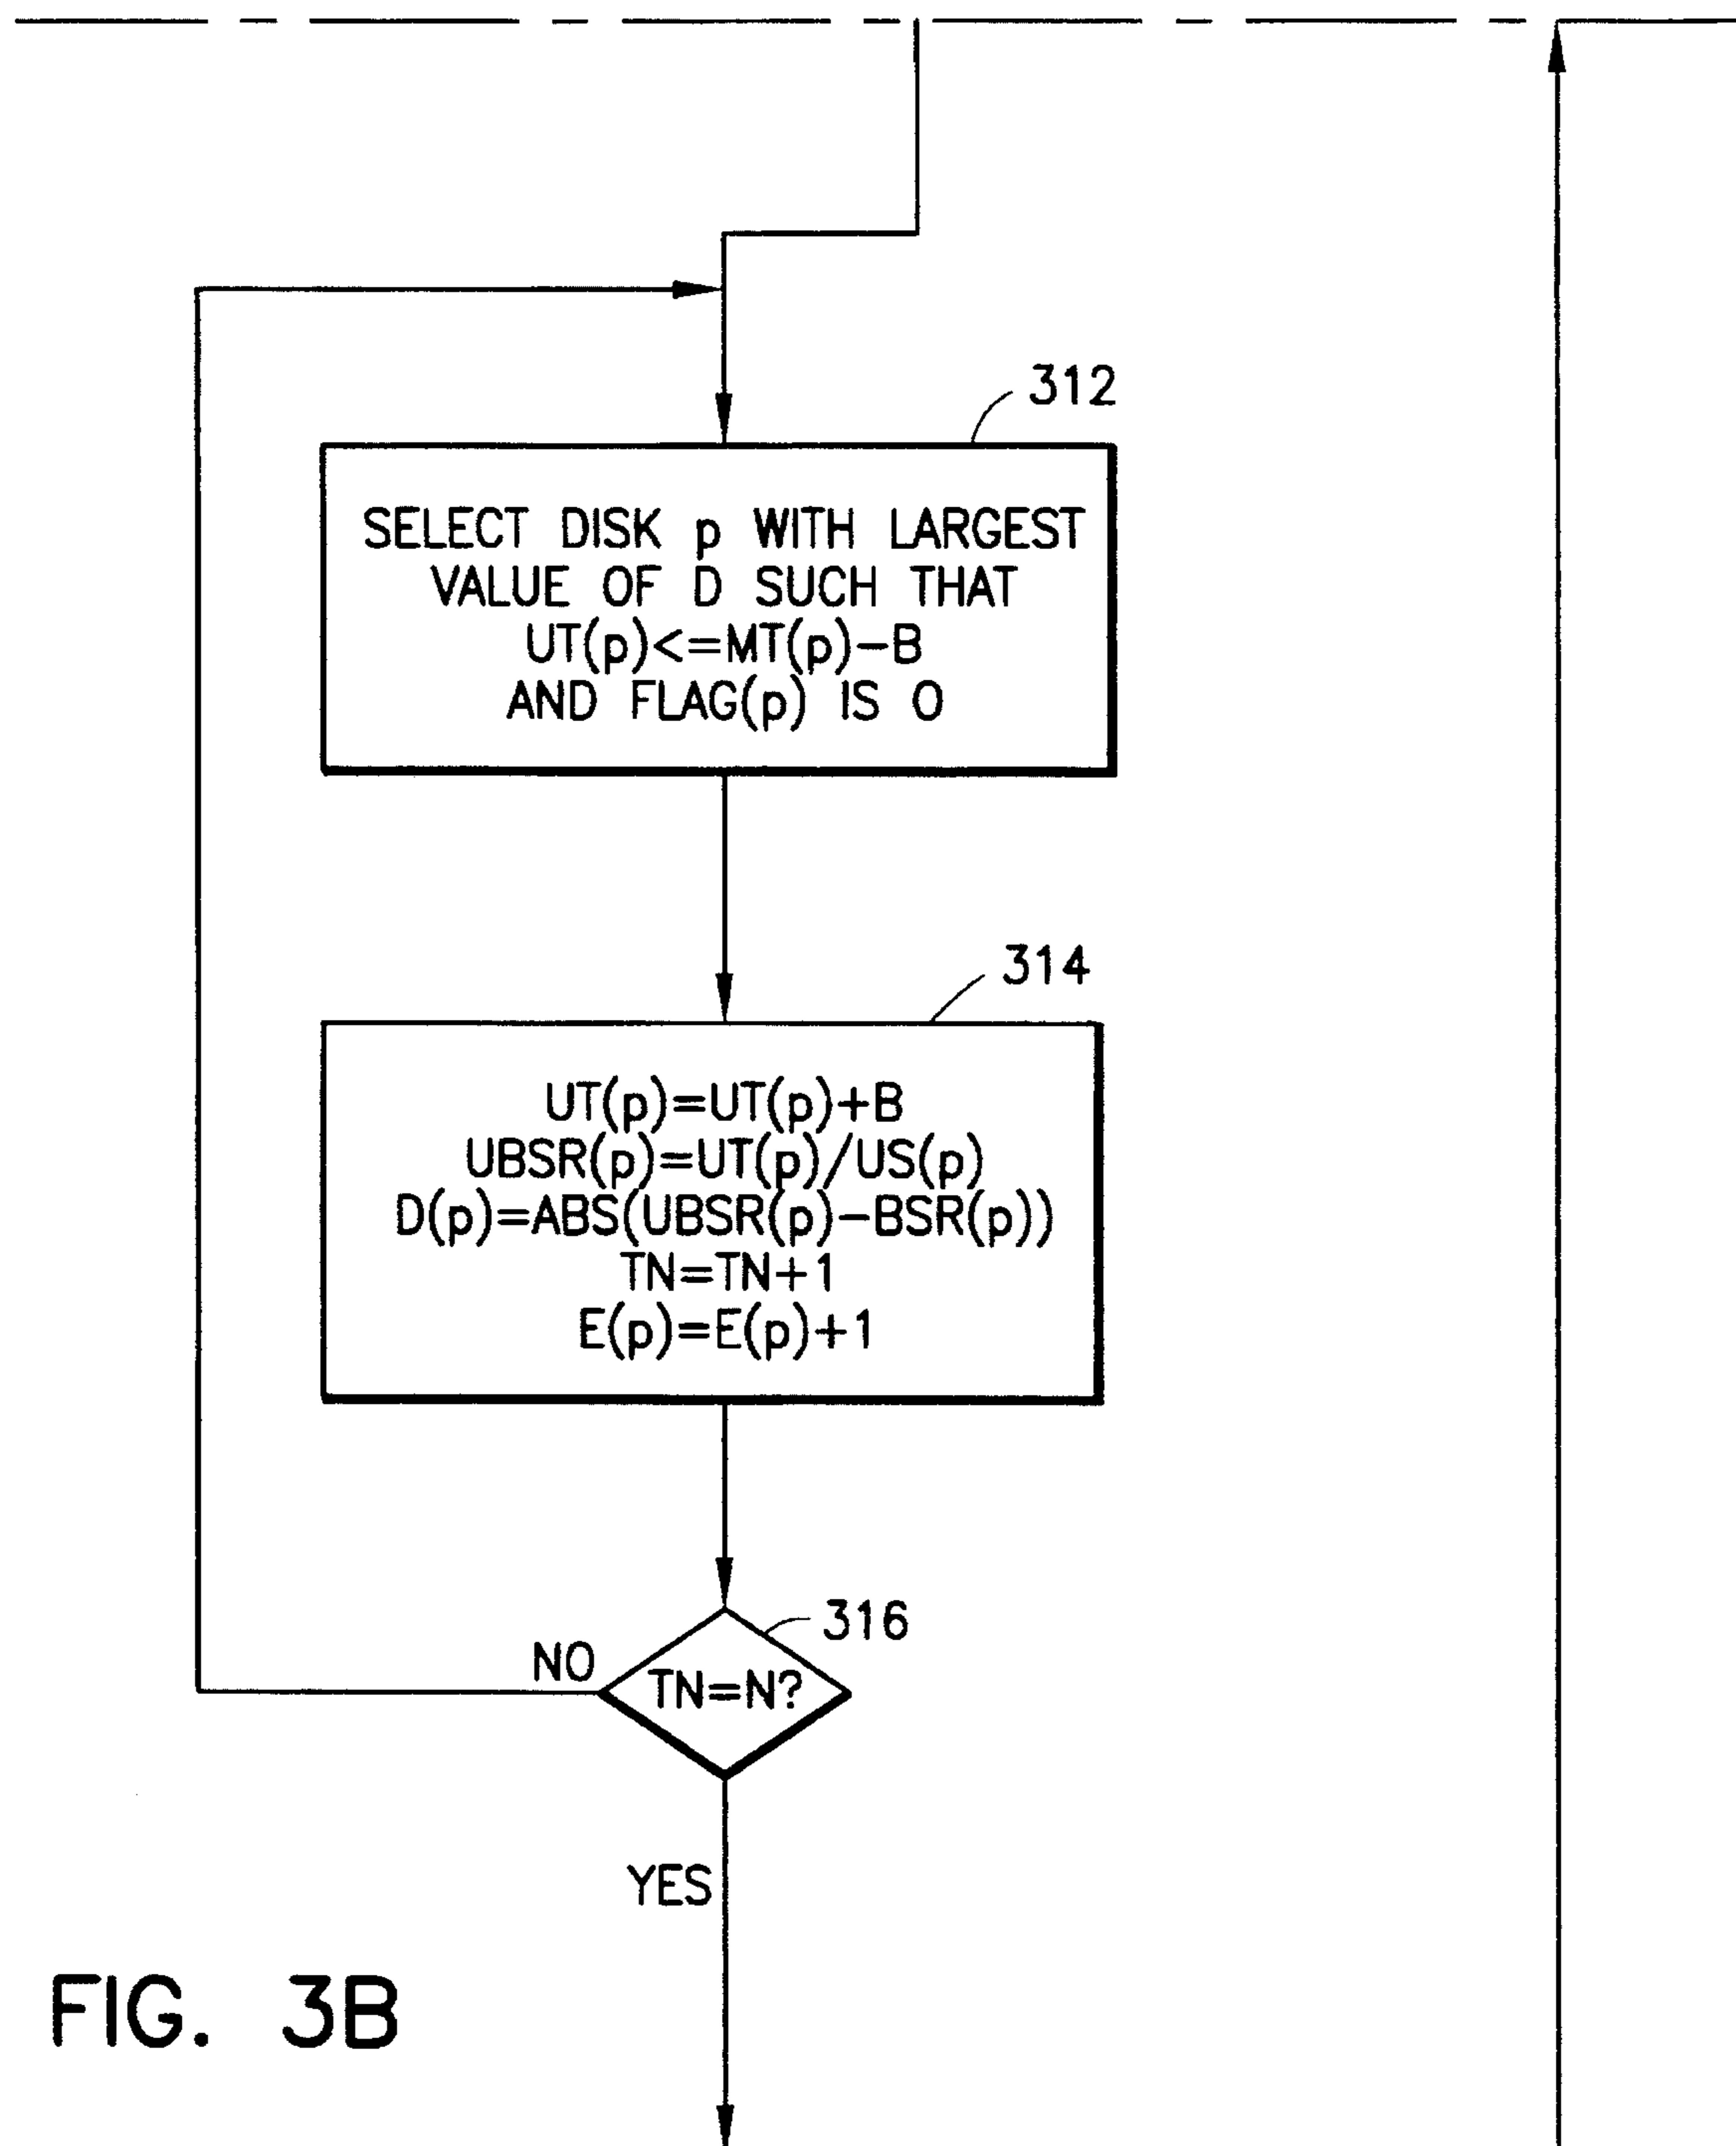 312
SELECT DISK p WITH LARGEST
VALUE OF D SUCH THAT
UT(p)<=MT(p)-B
AND FLAG(p) IS 0
314
UT(p)=UT(p)+B
UBSR(p)=UT(p)/US(p)
D(p)=ABS(UBSR(p)-BSR(p))
TN=TN+1
E(p)=E(p)+1
316
NO
TN=N?
YES
FIG. 3B